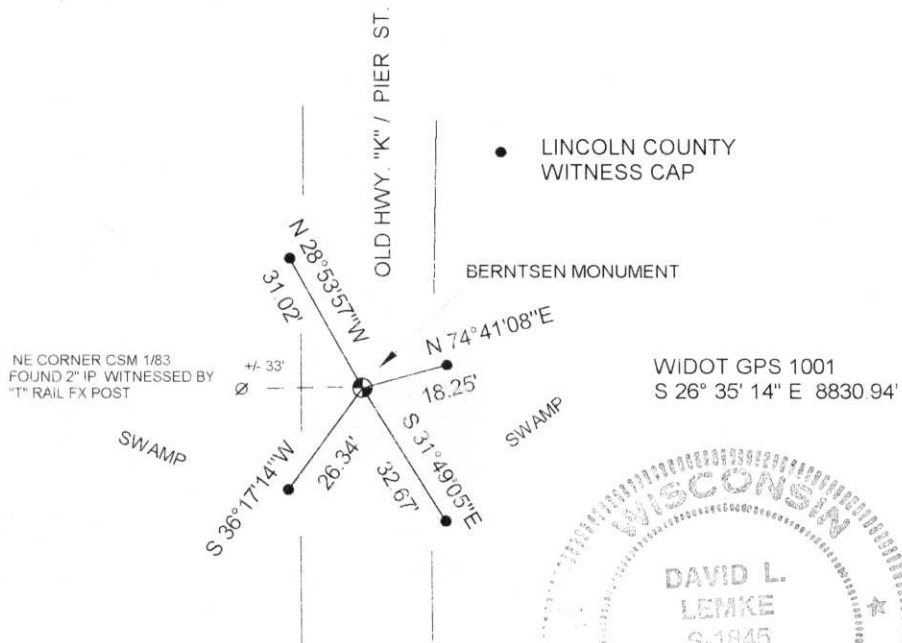 OLD HWY. "K" / PIER ST.
LINCOLN COUNTY
WITNESS CAP
BERNTSEN MONUMENT
N 28°53'57"W
31.02'
N 74°41'08"E
18.25'
NE CORNER CSM 1/83
FOUND 2" IP WITNESSED BY
"T" RAIL FX POST
+/- 33'
WIDOT GPS 1001
S 26° 35' 14" E 8830.94'
SWAMP
SWAMP
S 36°17'14"W
26.34'
S 31°49'05"E
32.67'
WISCONSIN
DAVID L.
LEMKE
S-1845